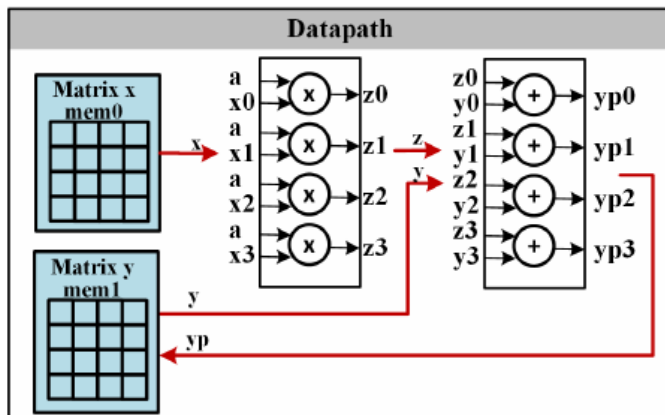 Datapath
Matrix x
mem0
x
a
x0
x
z0
a
x1
x
z1
a
x2
x
z2
a
x3
x
z3
z
y
z0
y0
+
yp0
z1
y1
+
yp1
z2
y2
+
yp2
z3
y3
+
yp3
Matrix y
mem1
y
yp